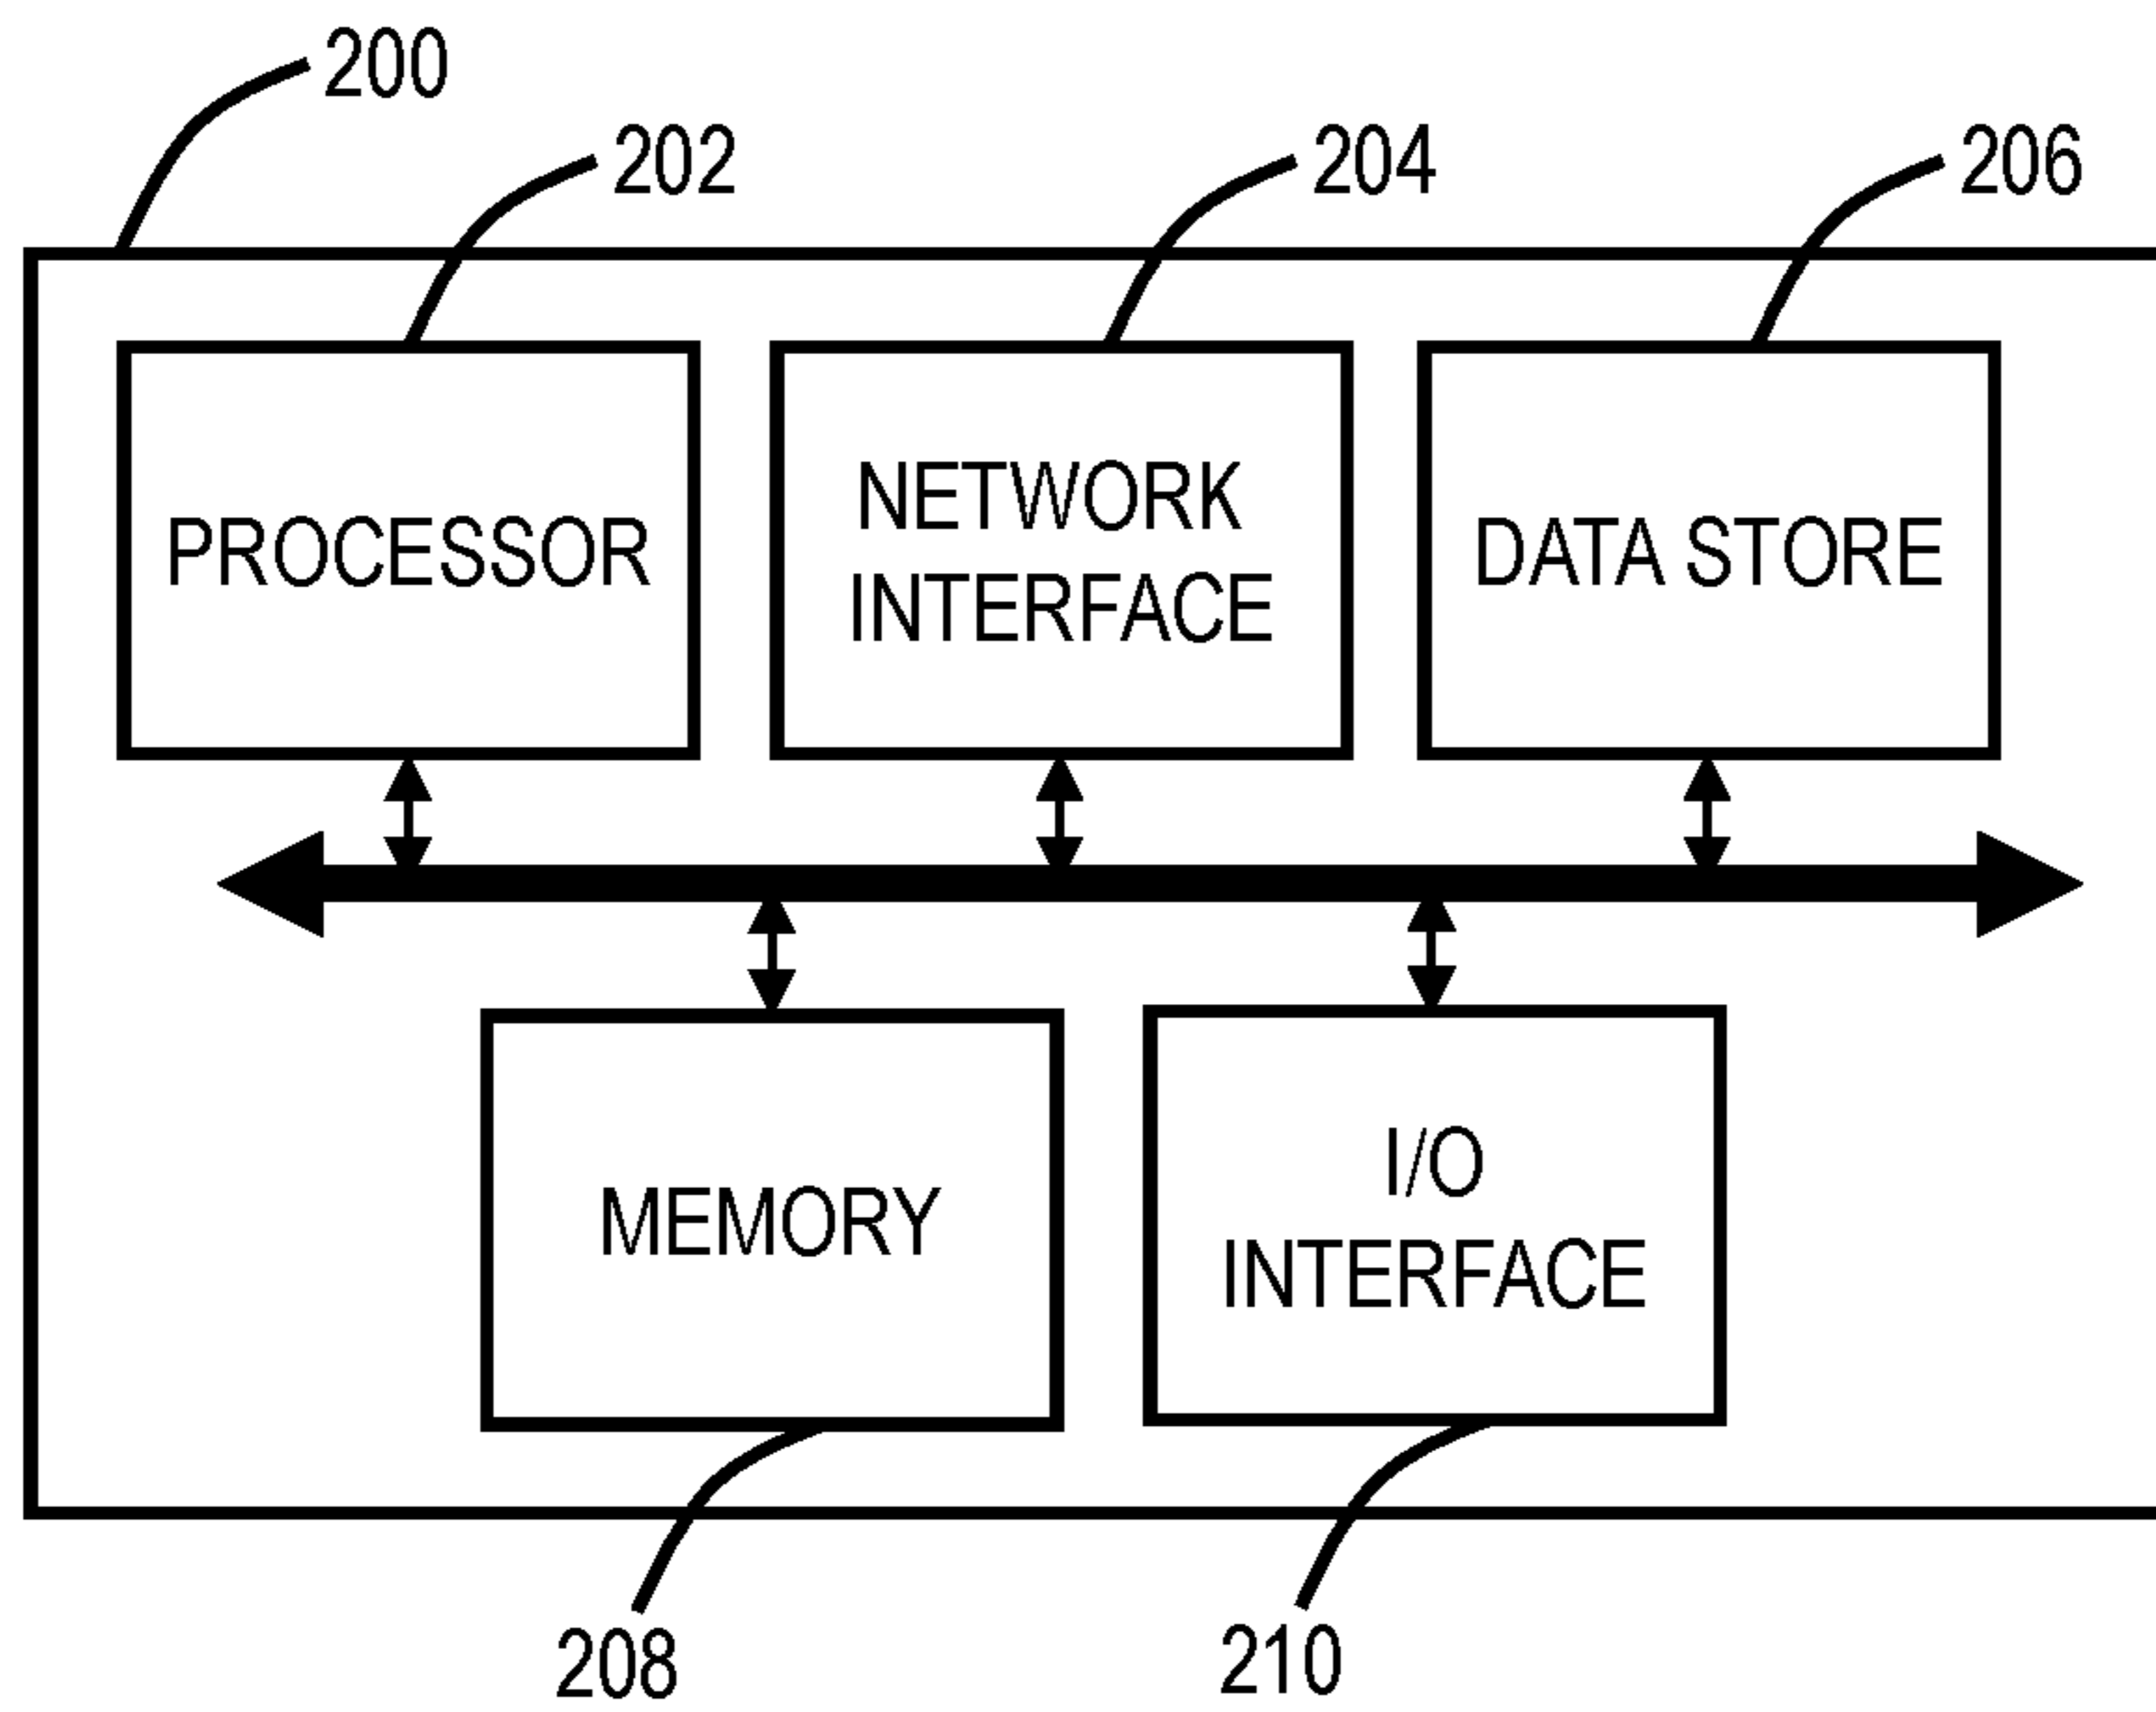 200
202
204
206
PROCESSOR
NETWORK
INTERFACE
DATA STORE
MEMORY
I/O
INTERFACE
208
210